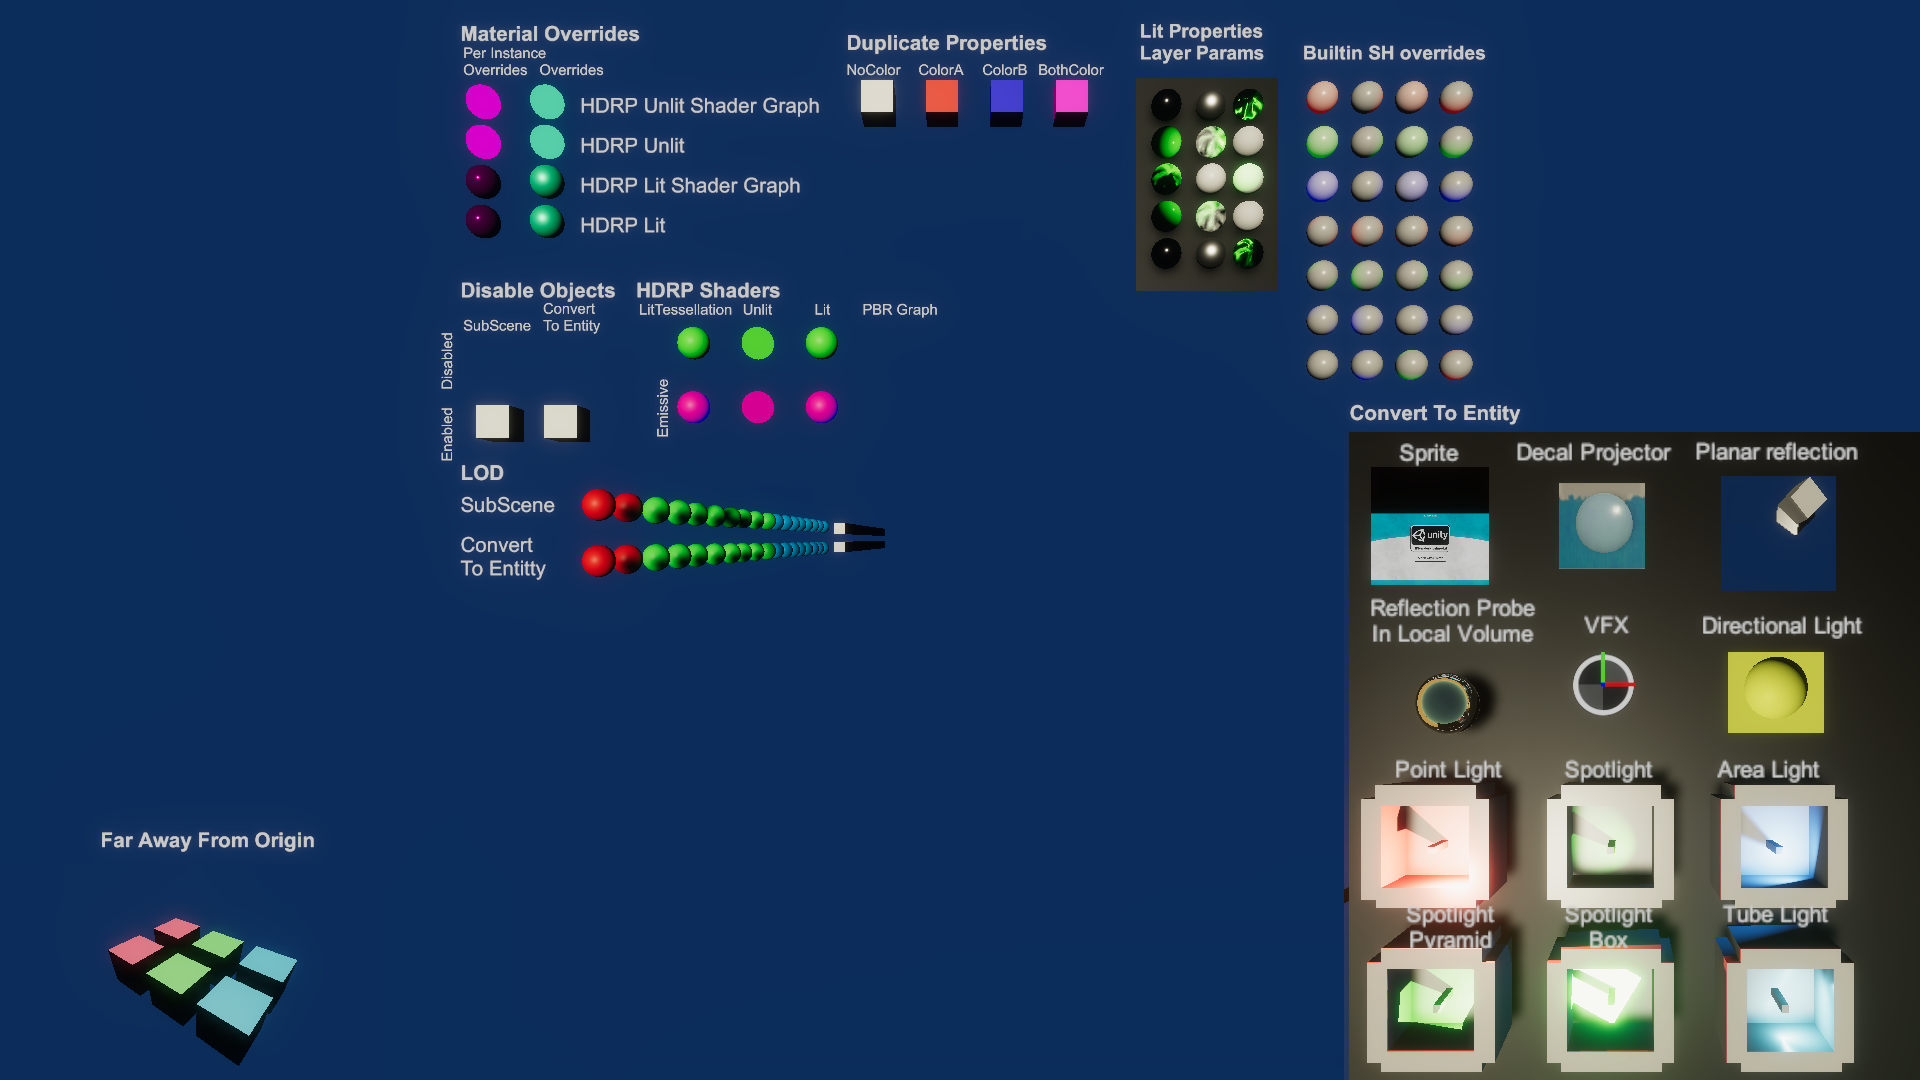 Material Overrides
Per Instance
Overrides Overrides
HDRP Unlit Shader Graph
HDRP Unlit
HDRP Lit Shader Graph
HDRP Lit
Duplicate Properties
NoColor ColorA ColorB BothColor
Lit Properties
Layer Params
Builtin SH overrides
Disable Objects
SubScene
Convert
To Entity
Disabled
Enabled
HDRP Shaders
LitTessellation Unlit Lit PBR Graph
Emissive
LOD
SubScene
Convert
To Entitty
Convert To Entity
Sprite
Decal Projector
Planar reflection
unity
Reflection Probe
In Local Volume
VFX
Directional Light
Point Light
Spotlight
Area Light
Spotlight
Pyramid
Spotlight
Box
Tube Light
Far Away From Origin